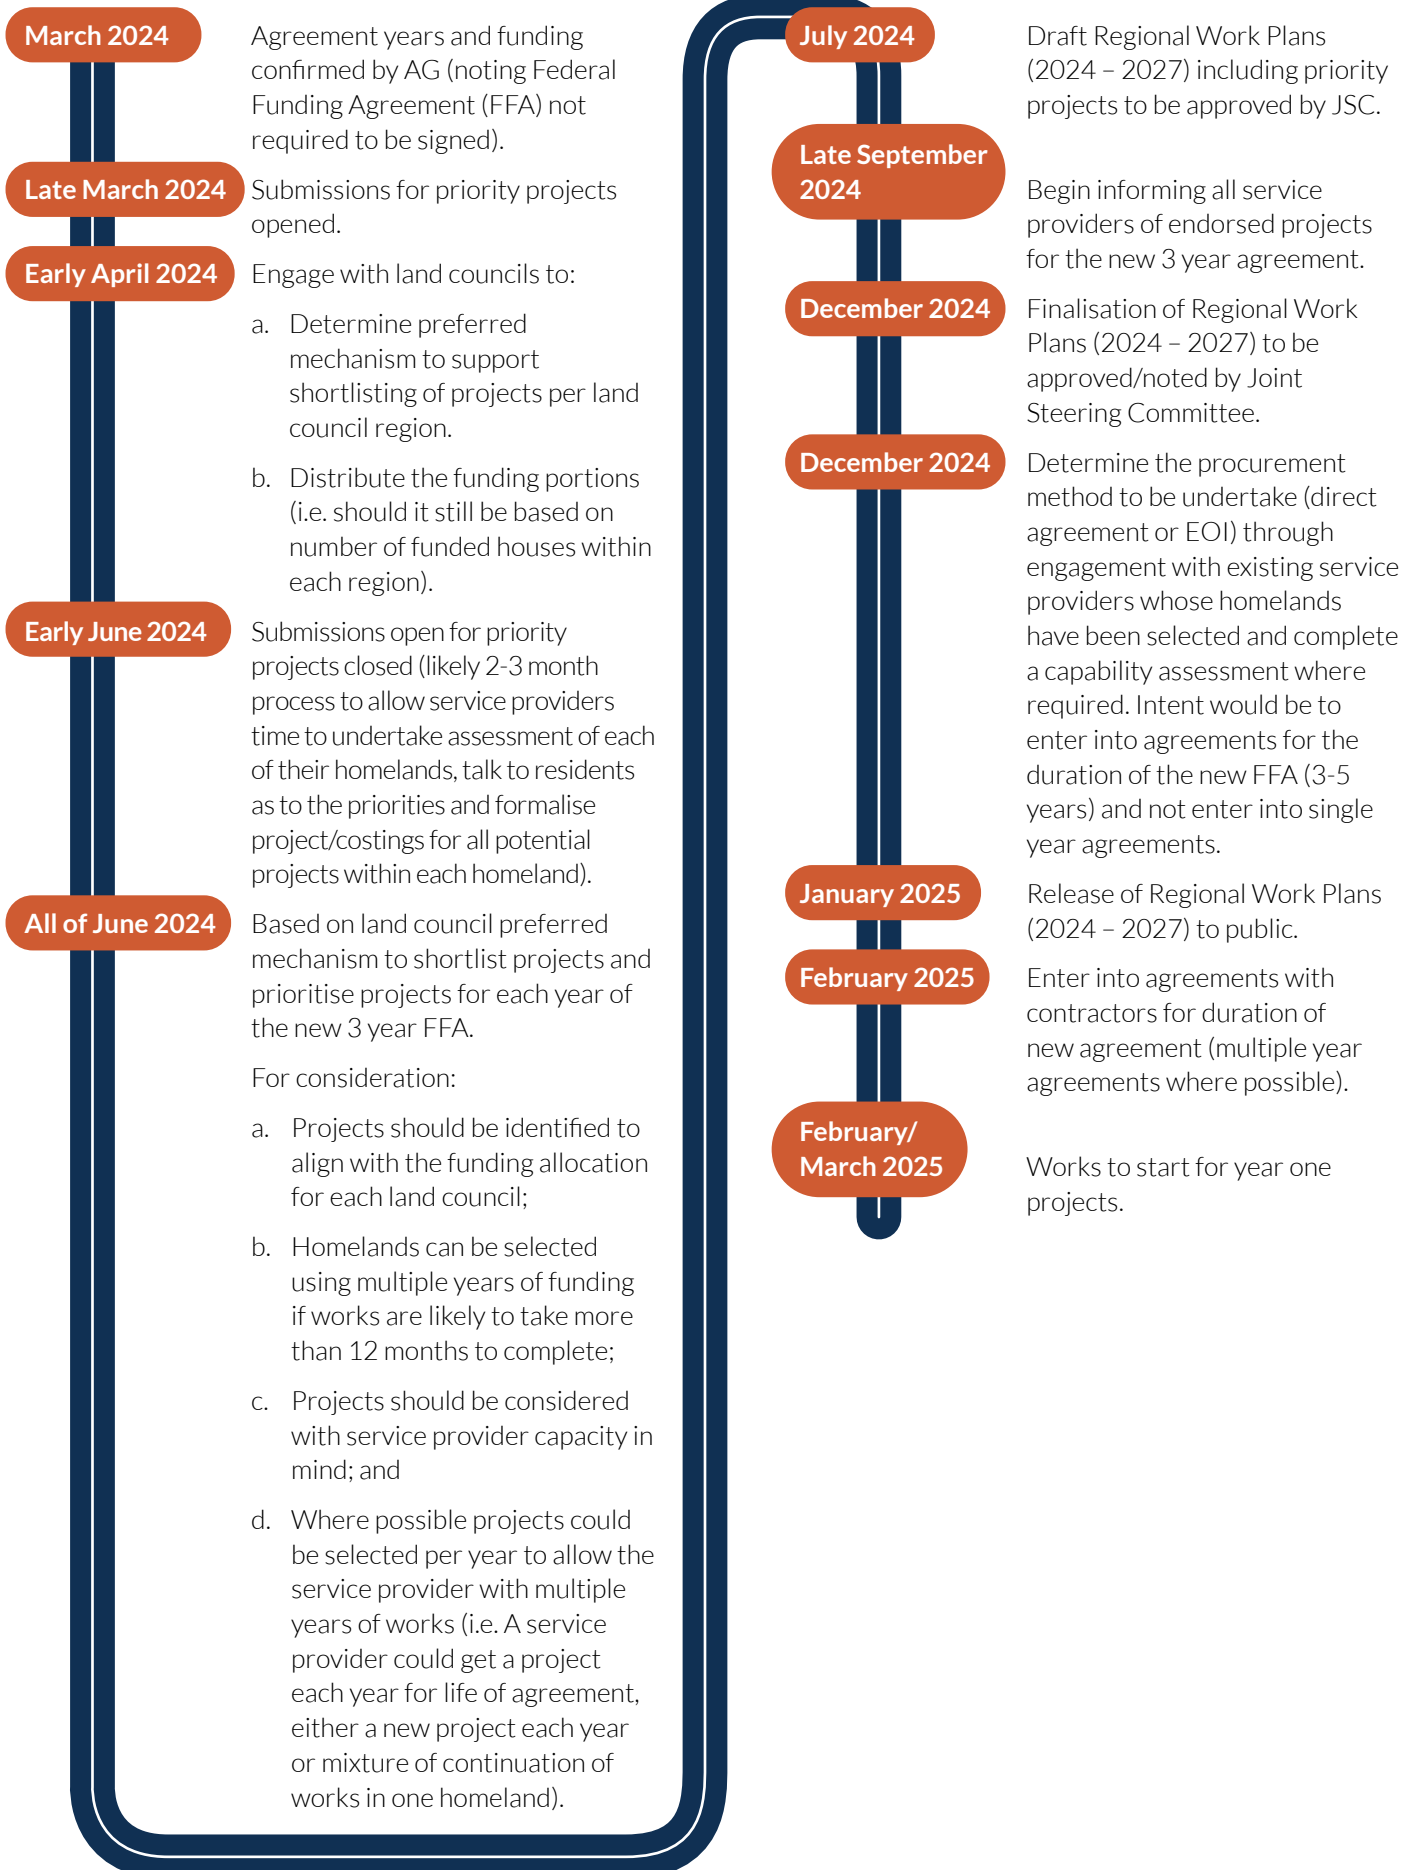 March 2024
Agreement years and funding
confirmed by AG (noting Federal
Funding Agreement (FFA) not
required to be signed).
Late March 2024
Submissions for priority projects
opened.
Early April 2024
Engage with land councils to:
a. Determine preferred
mechanism to support
shortlisting of projects per land
council region.
b. Distribute the funding portions
(i.e. should it still be based on
number of funded houses within
each region).
Early June 2024
Submissions open for priority
projects closed (likely 2-3 month
process to allow service providers
time to undertake assessment of each
of their homelands, talk to residents
as to the priorities and formalise
project/costings for all potential
projects within each homeland).
All of June 2024
Based on land council preferred
mechanism to shortlist projects and
prioritise projects for each year of
the new 3 year FFA.
For consideration:
a. Projects should be identified to
align with the funding allocation
for each land council;
b. Homelands can be selected
using multiple years of funding
if works are likely to take more
than 12 months to complete;
c. Projects should be considered
with service provider capacity in
mind; and
d. Where possible projects could
be selected per year to allow the
service provider with multiple
years of works (i.e. A service
provider could get a project
each year for life of agreement,
either a new project each year
or mixture of continuation of
works in one homeland).
July 2024
Draft Regional Work Plans
(2024 – 2027) including priority
projects to be approved by JSC.
Late September
2024
Begin informing all service
providers of endorsed projects
for the new 3 year agreement.
December 2024
Finalisation of Regional Work
Plans (2024 – 2027) to be
approved/noted by Joint
Steering Committee.
December 2024
Determine the procurement
method to be undertake (direct
agreement or EOI) through
engagement with existing service
providers whose homelands
have been selected and complete
a capability assessment where
required. Intent would be to
enter into agreements for the
duration of the new FFA (3-5
years) and not enter into single
year agreements.
January 2025
Release of Regional Work Plans
(2024 – 2027) to public.
February 2025
Enter into agreements with
contractors for duration of
new agreement (multiple year
agreements where possible).
February/
March 2025
Works to start for year one
projects.